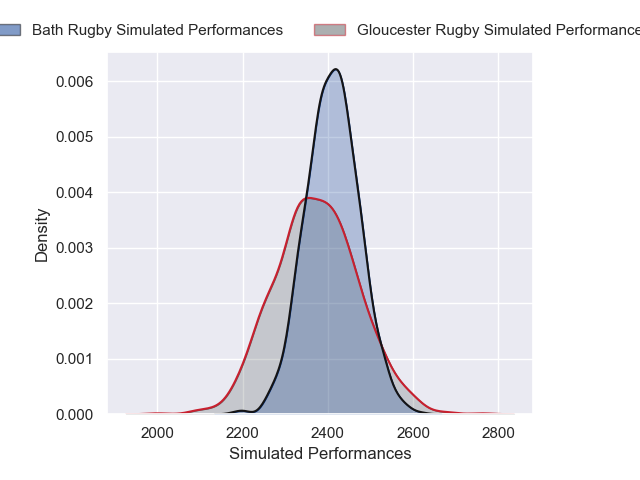 Bath Rugby Simulated Performances Gloucester Rugby Simulated Performance
0.006
0.005
0.004
0.003
0.002
0.001
0.000
Density
2000 2200 2400 2600 2800
Simulated Performances